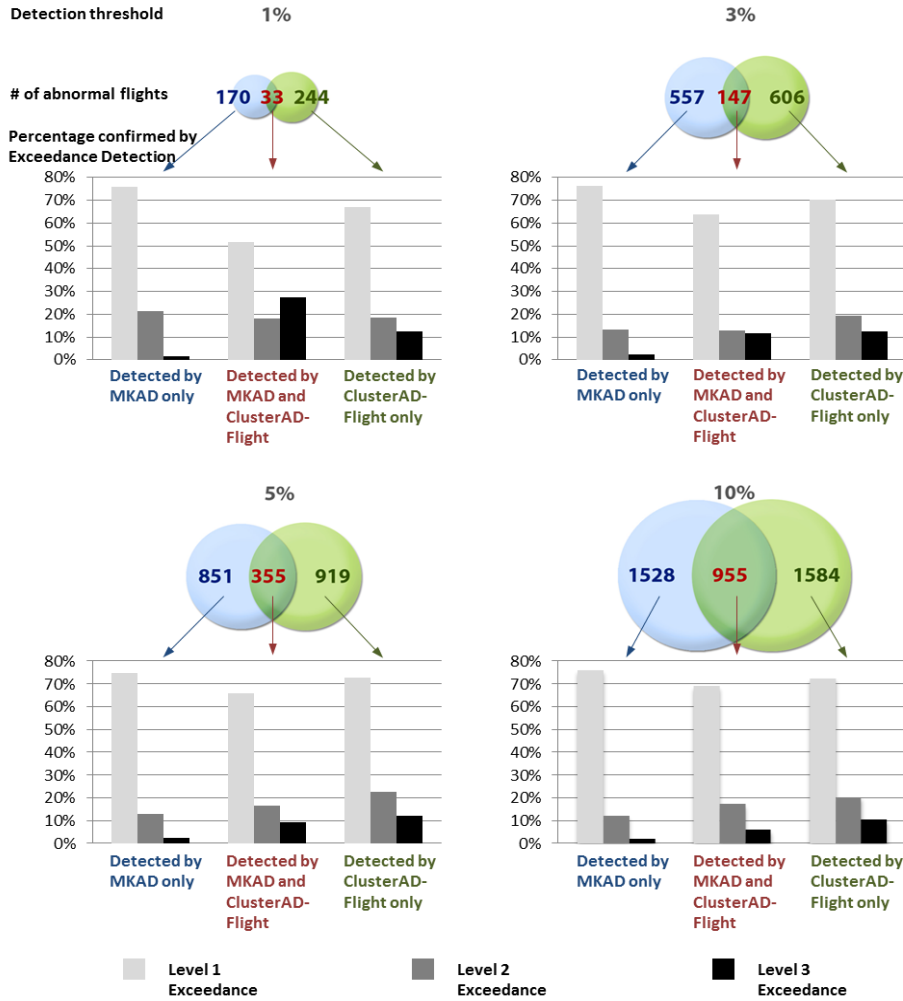 Detection threshold
1%
3%
# of abnormal flights
170 33 244
557 147 606
Percentage confirmed by
Exceedance Detection
80%
70%
60%
50%
40%
30%
20%
10%
0%
Detected by
MKAD only
Detected by
MKAD and
ClusterAD-
Flight
Detected by
ClusterAD-
Flight only
80%
70%
60%
50%
40%
30%
20%
10%
0%
Detected by
MKAD only
Detected by
MKAD and
ClusterAD-
Flight
Detected by
ClusterAD-
Flight only
5%
851 355 919
80%
70%
60%
50%
40%
30%
20%
10%
0%
Detected by
MKAD only
Detected by
MKAD and
ClusterAD-
Flight
Detected by
ClusterAD-
Flight only
10%
1528 955 1584
80%
70%
60%
50%
40%
30%
20%
10%
0%
Detected by
MKAD only
Detected by
MKAD and
ClusterAD-
Flight
Detected by
ClusterAD-
Flight only
Level 1
Exceedance
Level 2
Exceedance
Level 3
Exceedance